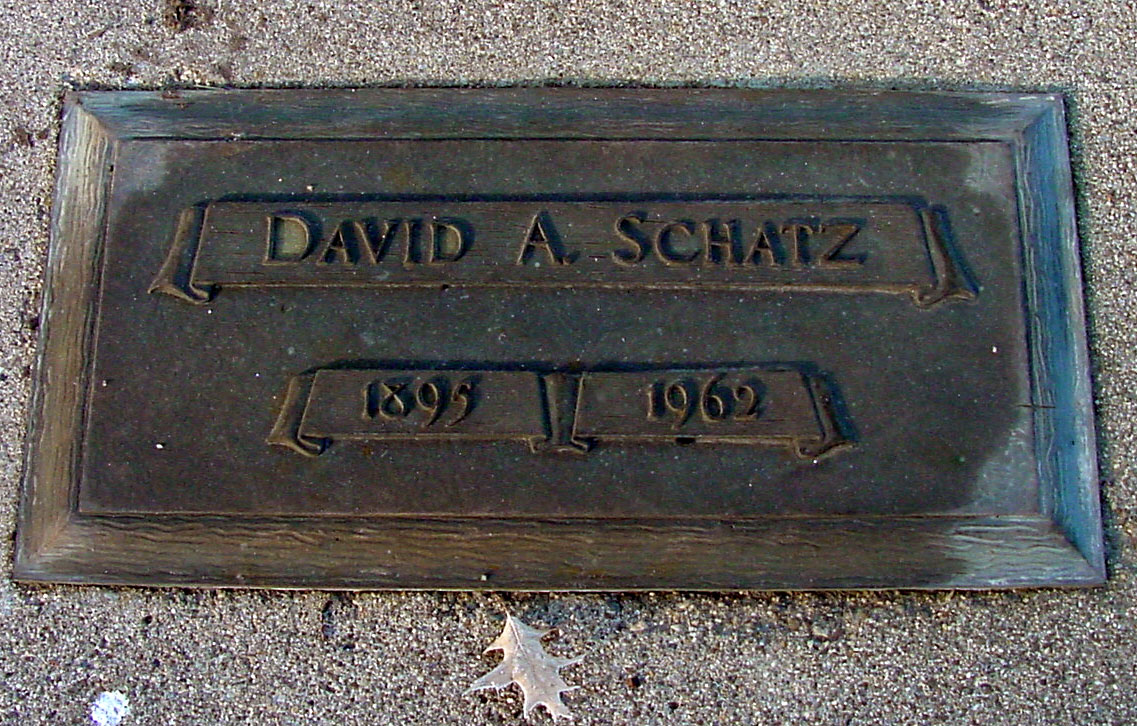 DAVID A. SCHATZ
1895 1962